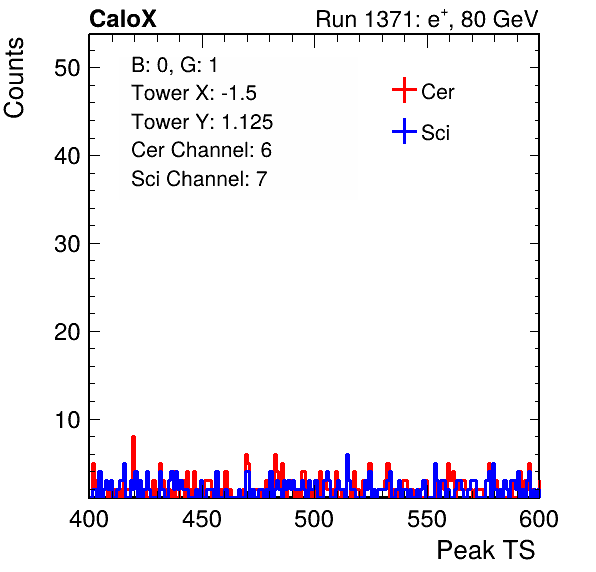 CaloX Run 1371: e⁺, 80 GeV
B: 0, G: 1
Tower X: -1.5
Tower Y: 1.125
Cer Channel: 6
Sci Channel: 7
Cer
Sci
Counts
50
40
30
20
10
400 450 500 550 600
Peak TS